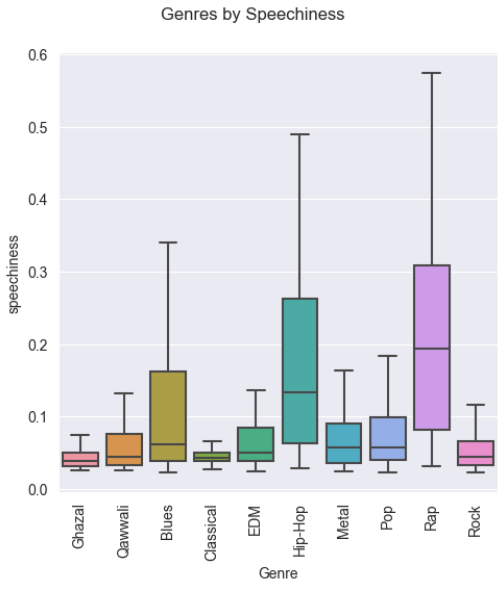 Genres by Speechiness
0.6
0.5
0.4
0.3
0.2
0.1
0.0
speechiness
Ghazal
Qawwali
Blues
Classical
EDM
Hip-Hop
Metal
Pop
Rap
Rock
Genre